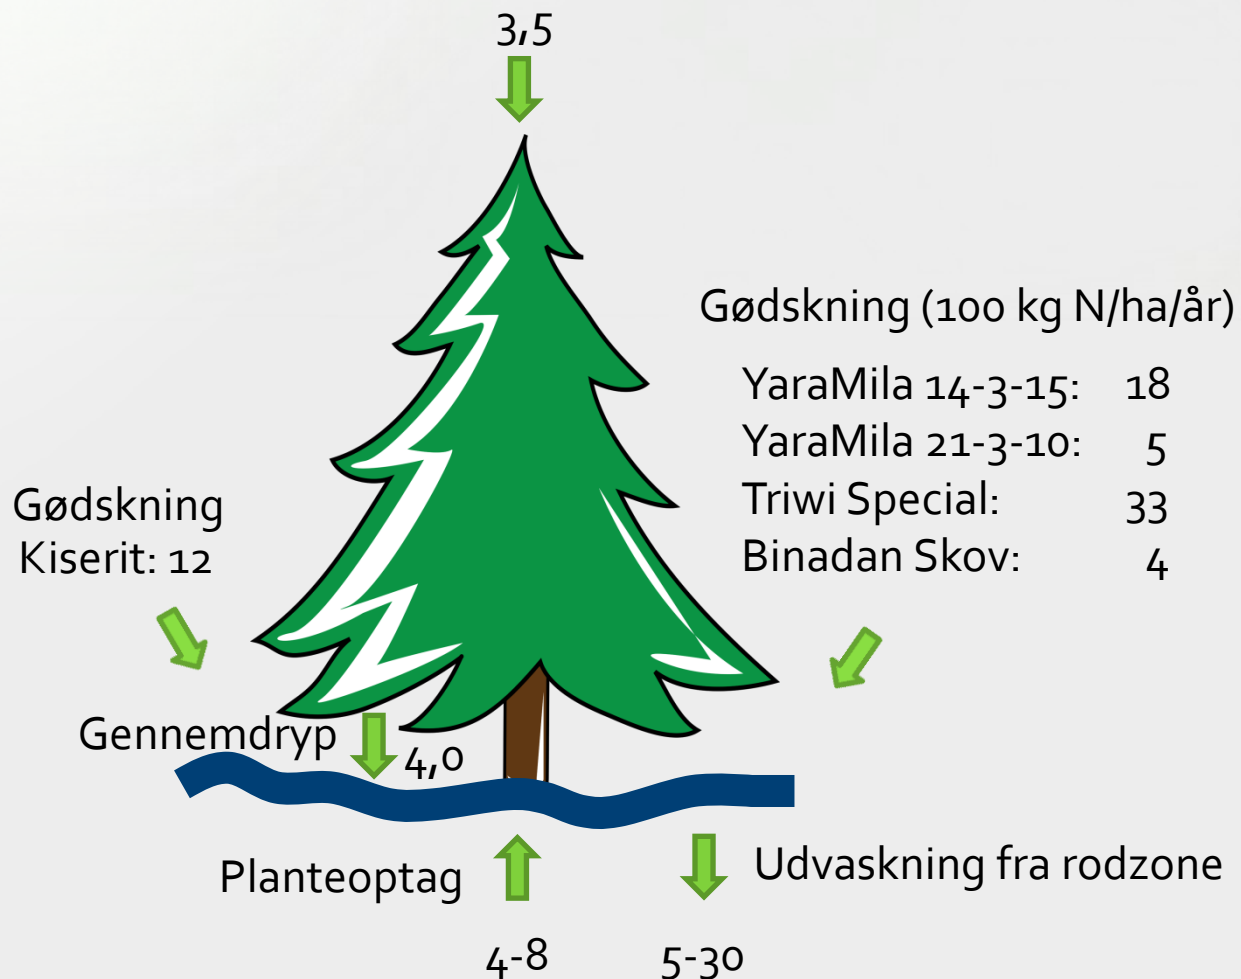 3,5
Gødskning (100 kg N/ha/år)
YaraMila 14-3-15: 18
YaraMila 21-3-10: 5
Triwi Special: 33
Binadan Skov: 4
Gødskning
Kiserit: 12
Gennemdryp
4,0
Planteoptag
4-8
Udvaskning fra rodzone
5-30